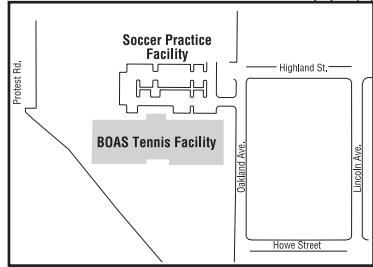 Soccer Practice
Facility
Highland St.
Protest Rd.
BOAS Tennis Facility
Oakland Ave.
Lincoln Ave.
Howe Street